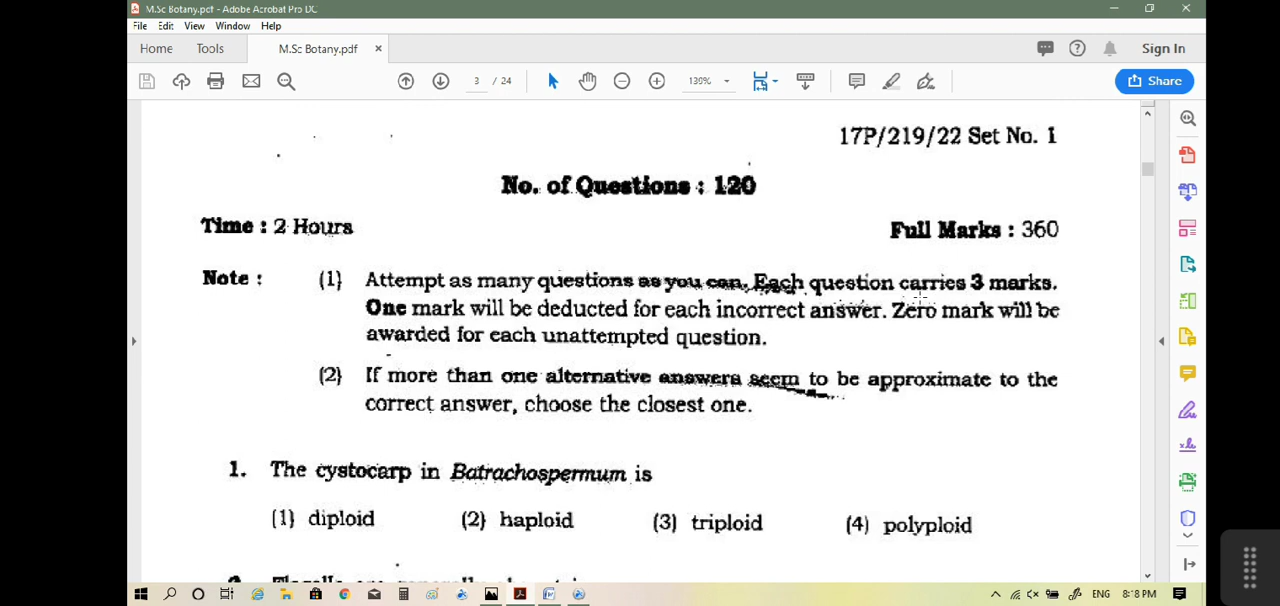 M.Sc Botany.pdf - Adobe Acrobat Pro DC
File Edit View Window Help
Home Tools M.Sc Botany.pdf × Sign In
3 / 24 139% Share
17P/219/22 Set No. 1
No. of Questions : 120
Time : 2 Hours Full Marks : 360
Note : (1) Attempt as many questions as you can. Each question carries 3 marks.
One mark will be deducted for each incorrect answer. Zero mark will be
awarded for each unattempted question.
(2) If more than one alternative answers seem to be approximate to the
correct answer, choose the closest one.
1. The cystocarp in Batrachospermum is
(1) diploid (2) haploid (3) triploid (4) polyploid
ENG 8:18 PM